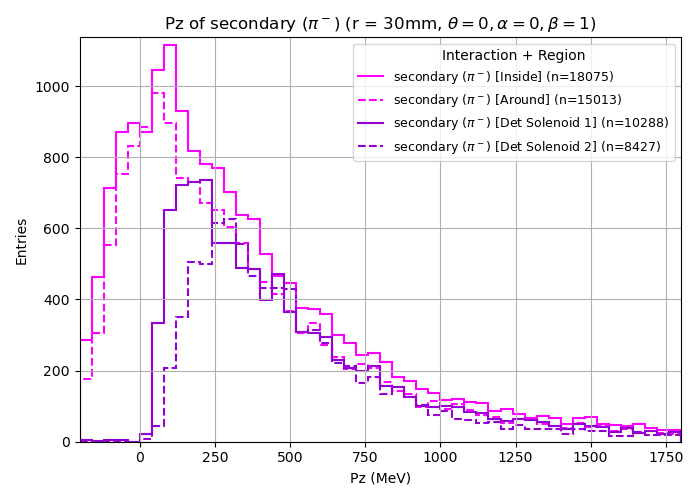 Pz of secondary (π⁻) (r = 30mm, θ = 0, α = 0, β = 1)
Interaction + Region
secondary (π⁻) [Inside] (n=18075)
secondary (π⁻) [Around] (n=15013)
secondary (π⁻) [Det Solenoid 1] (n=10288)
secondary (π⁻) [Det Solenoid 2] (n=8427)
Entries
1000
800
600
400
200
0
0 250 500 750 1000 1250 1500 1750
Pz (MeV)